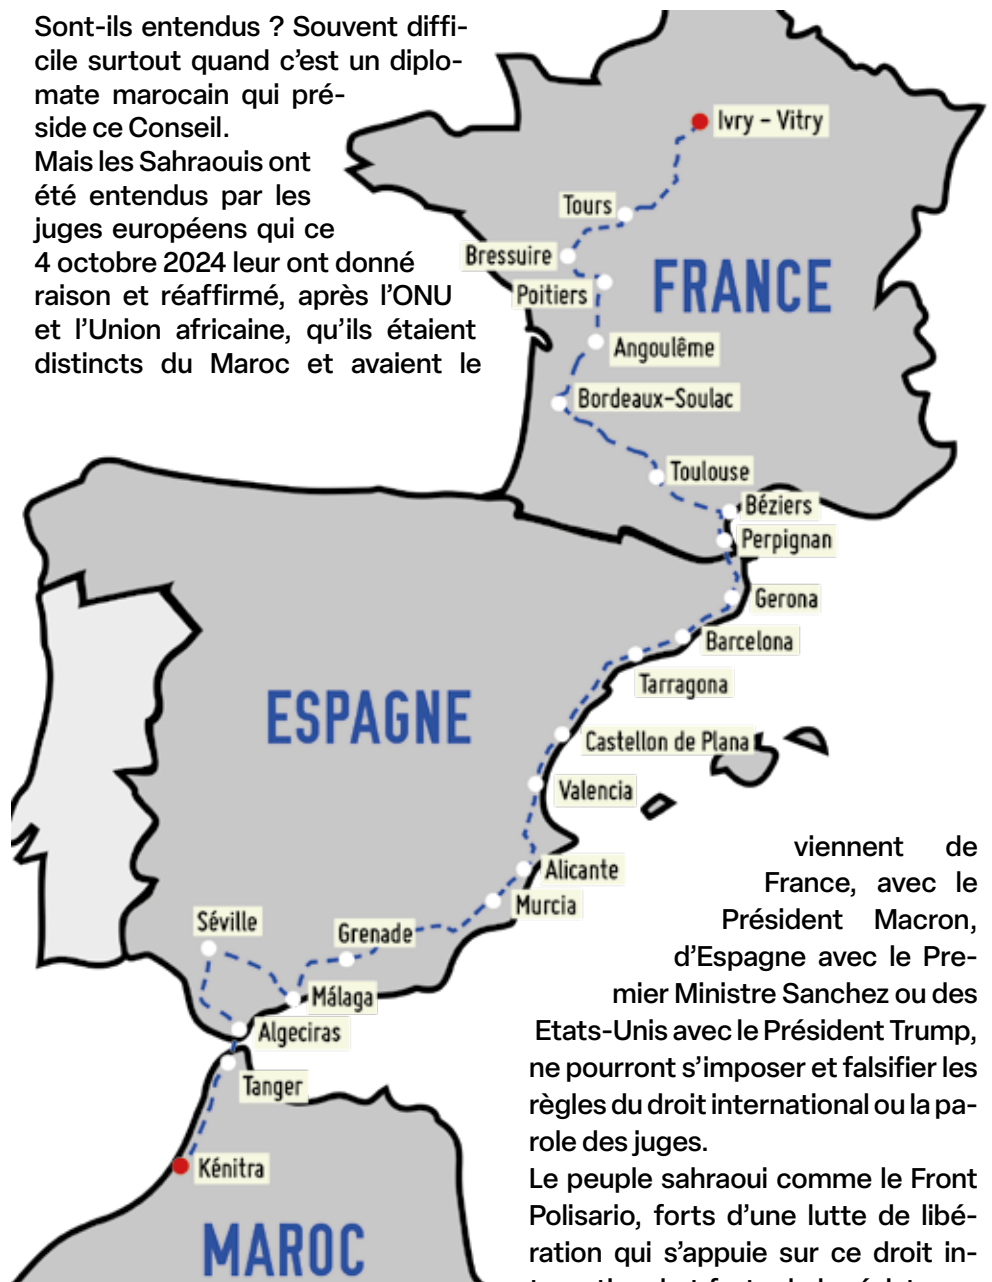 Sont-ils entendus ? Souvent diffi-
cile surtout quand c’est un diplo-
mate marocain qui pré-
side ce Conseil.
Mais les Sahraouis ont
été entendus par les
juges européens qui ce
4 octobre 2024 leur ont donné
raison et réaffirmé, après l’ONU
et l’Union africaine, qu’ils étaient
distincts du Maroc et avaient le
Ivry – Vitry
Tours
Bressuire
FRANCE
Poitiers
Angoulême
Bordeaux-Soulac
Toulouse
Béziers
Perpignan
Gerona
Barcelona
Tarragona
ESPAGNE
Castellon de Plana
Valencia
Alicante
Murcia
Séville
Grenade
Málaga
Algeciras
Tanger
Kénitra
MAROC
viennent de
France, avec le
Président Macron,
d’Espagne avec le Pre-
mier Ministre Sanchez ou des
Etats-Unis avec le Président Trump,
ne pourront s’imposer et falsifier les
règles du droit international ou la pa-
role des juges.
Le peuple sahraoui comme le Front
Polisario, forts d’une lutte de libé-
ration qui s’appuie sur ce droit in-